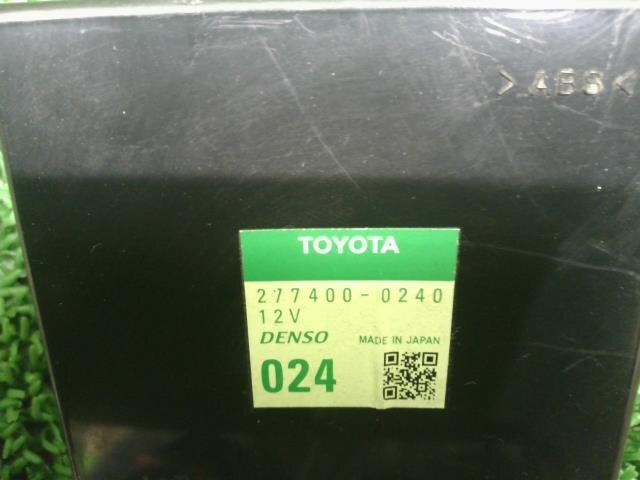 >ABS<
TOYOTA
277400-0240
12V
DENSO MADE IN JAPAN
024